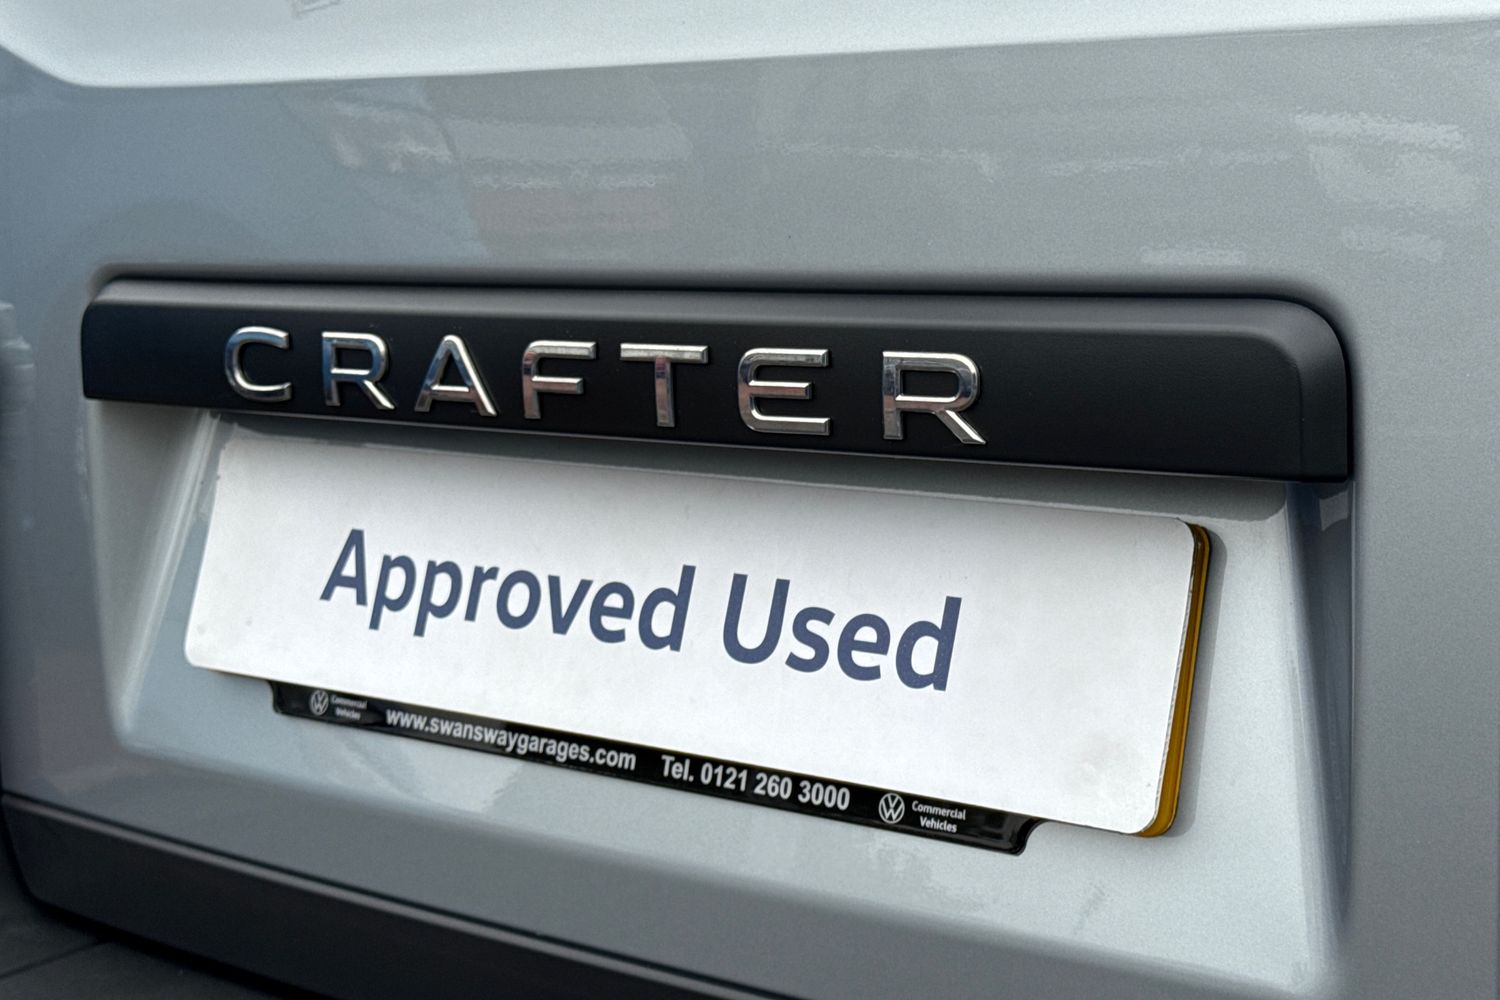 CRAFTER
Approved Used
Commercial
Vehicles
www.swanswaygarages.com
Tel. 0121 260 3000
Commercial
Vehicles